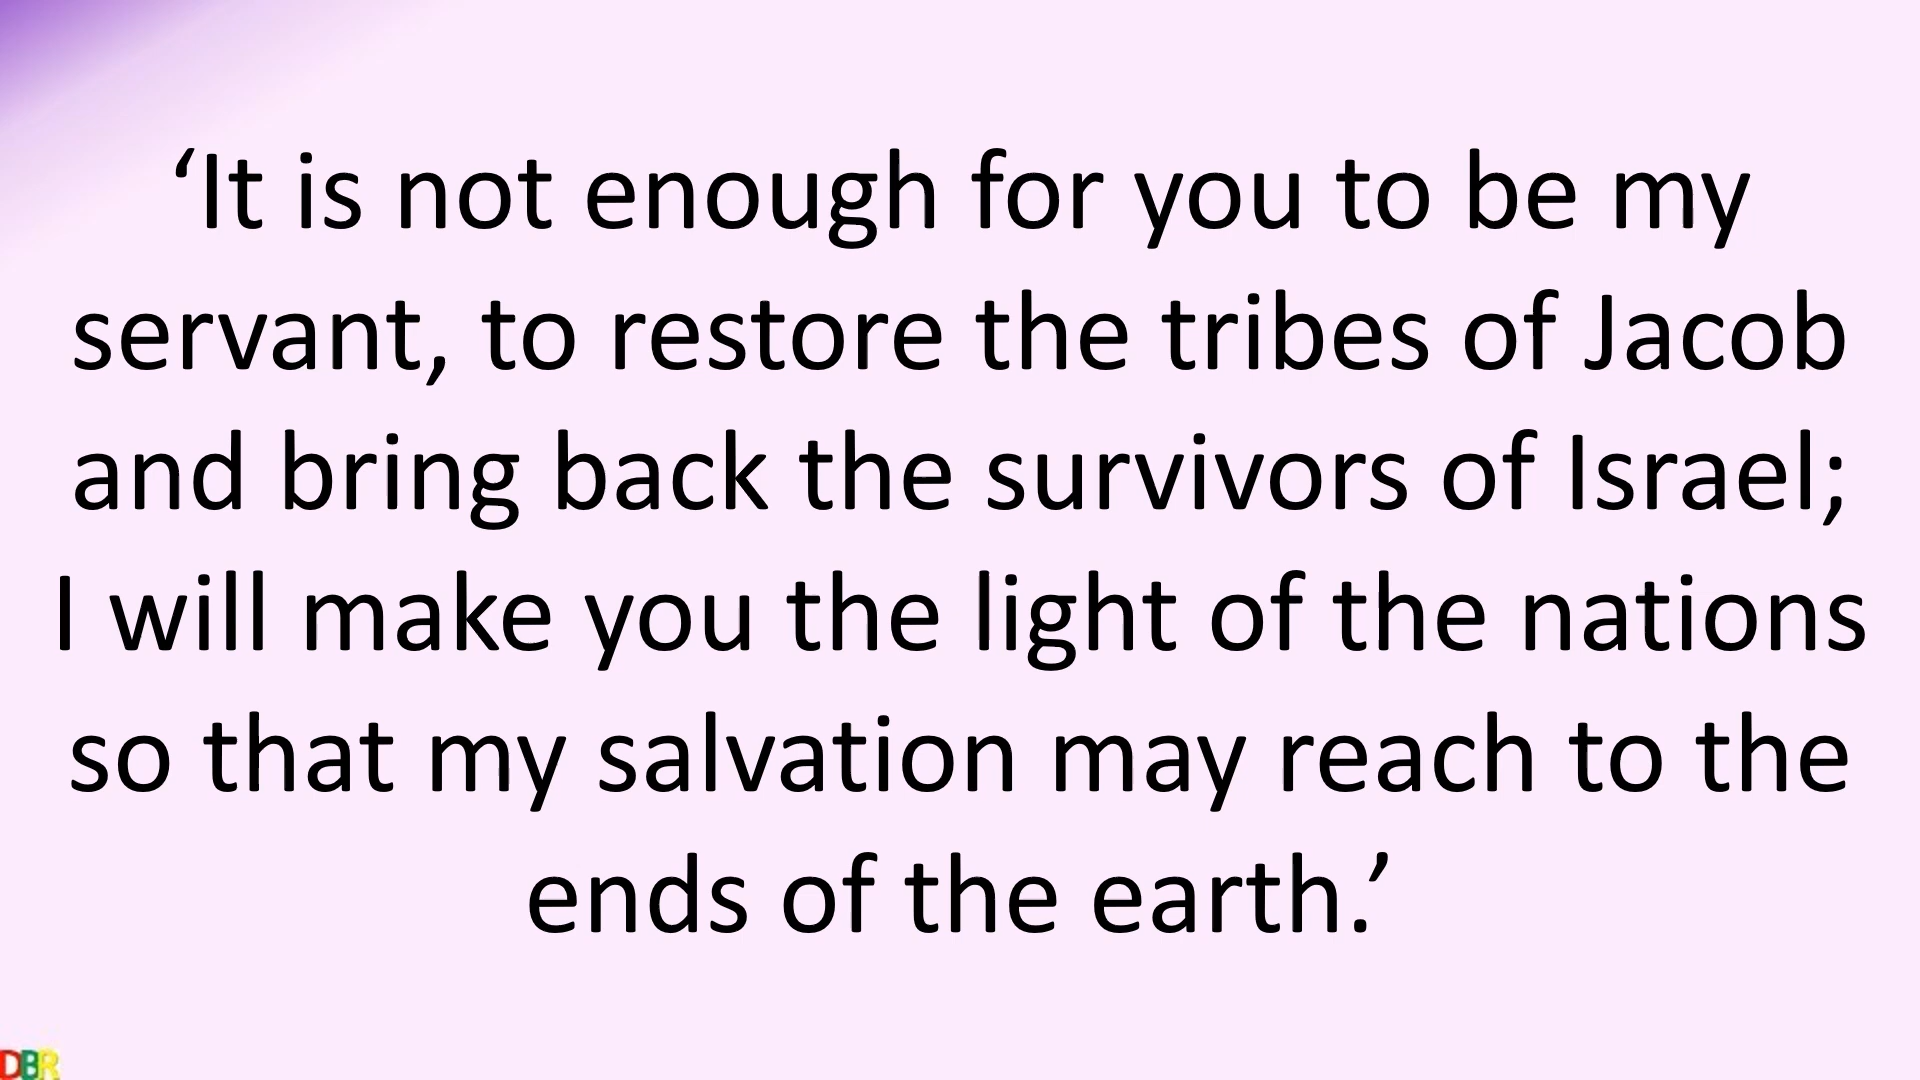 ‘It is not enough for you to be my
servant, to restore the tribes of Jacob
and bring back the survivors of Israel;
I will make you the light of the nations
so that my salvation may reach to the
ends of the earth.’
DBR